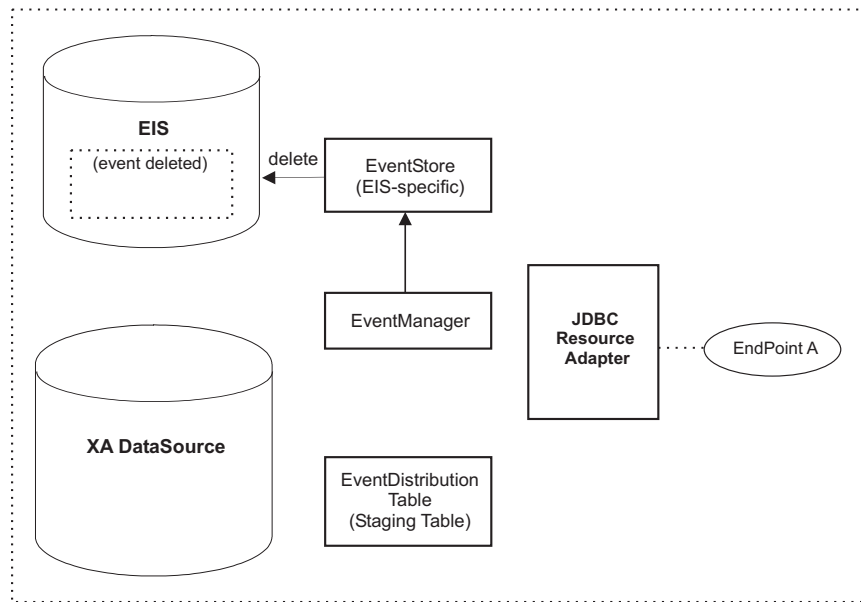 EIS
(event deleted)
delete
EventStore
(EIS-specific)
EventManager
JDBC
Resource
Adapter
EndPoint A
XA DataSource
EventDistribution
Table
(Staging Table)